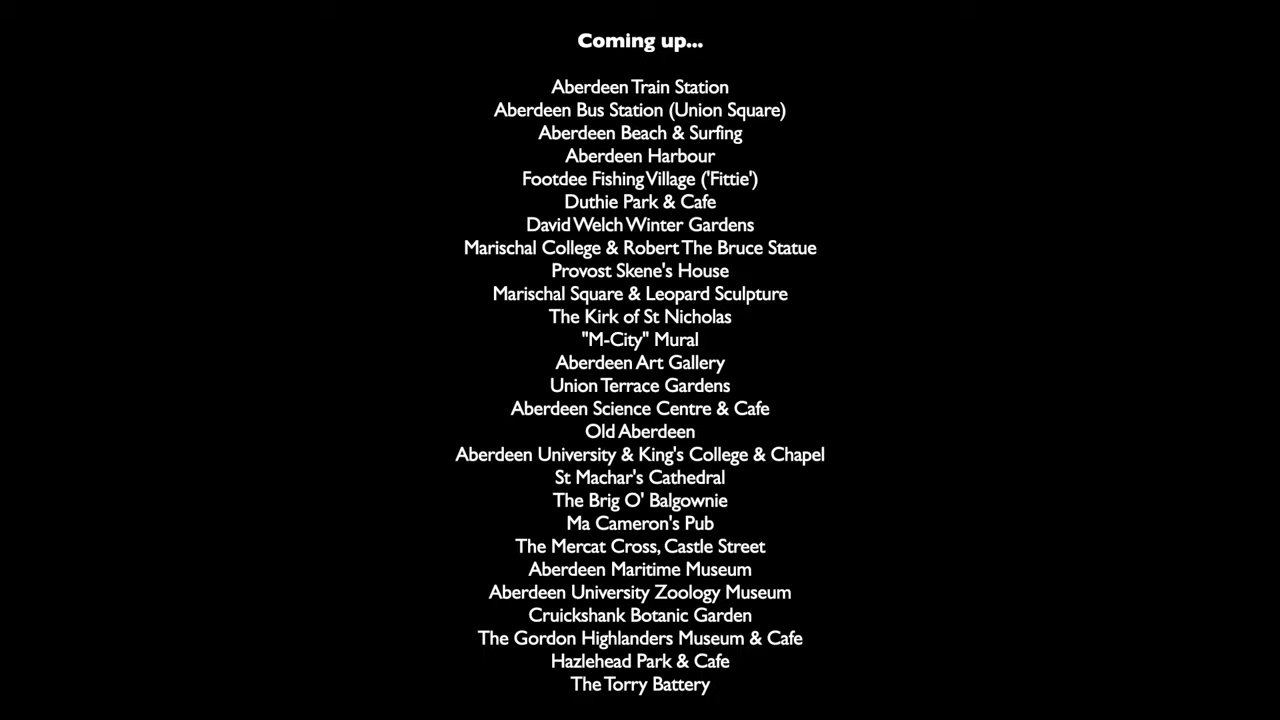 Coming up...
Aberdeen Train Station
Aberdeen Bus Station (Union Square)
Aberdeen Beach & Surfing
Aberdeen Harbour
Footdee Fishing Village ('Fittie')
Duthie Park & Cafe
David Welch Winter Gardens
Marischal College & Robert The Bruce Statue
Provost Skene's House
Marischal Square & Leopard Sculpture
The Kirk of St Nicholas
"M-City" Mural
Aberdeen Art Gallery
Union Terrace Gardens
Aberdeen Science Centre & Cafe
Old Aberdeen
Aberdeen University & King's College & Chapel
St Machar's Cathedral
The Brig O' Balgownie
Ma Cameron's Pub
The Mercat Cross, Castle Street
Aberdeen Maritime Museum
Aberdeen University Zoology Museum
Cruickshank Botanic Garden
The Gordon Highlanders Museum & Cafe
Hazlehead Park & Cafe
The Torry Battery